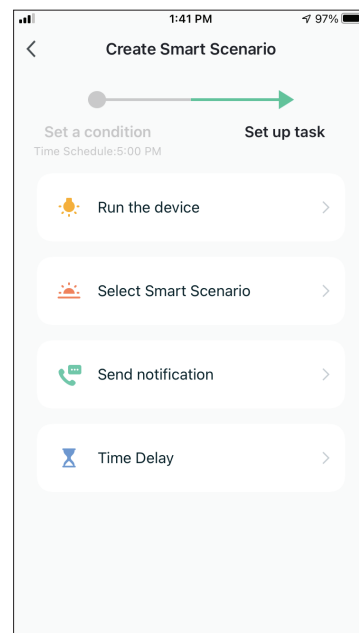 1:41 PM 97%
Create Smart Scenario
Set a condition Set up task
Time Schedule:5:00 PM
Run the device
Select Smart Scenario
Send notification
Time Delay